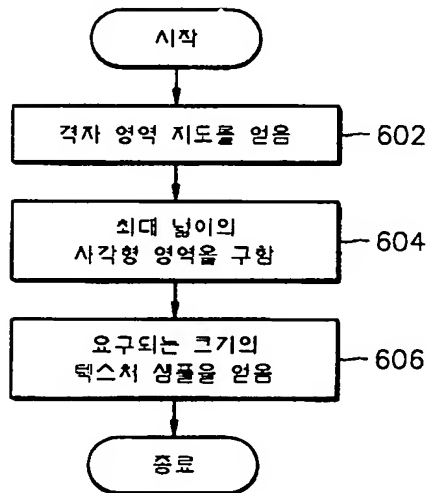 시작
격자 영역 지도를 얻음
602
최대 넓이의
사각형 영역을 구함
604
요구되는 크기의
텍스처 샘플을 얻음
606
종료